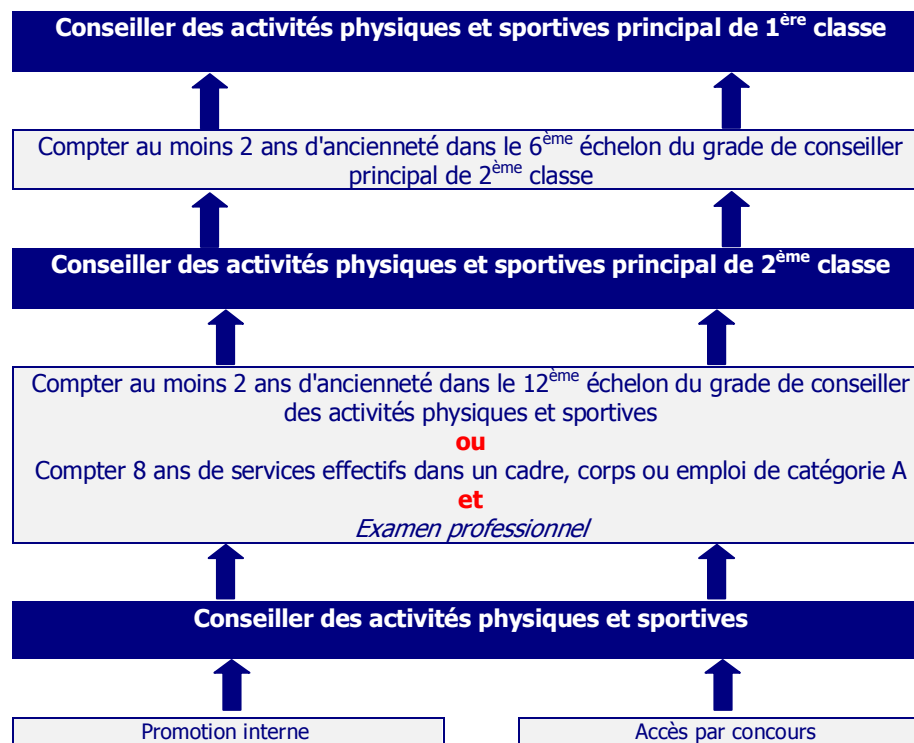 Conseiller des activités physiques et sportives principal de 1ère classe
Compter au moins 2 ans d'ancienneté dans le 6ème échelon du grade de conseiller
principal de 2ème classe
Conseiller des activités physiques et sportives principal de 2ème classe
Compter au moins 2 ans d'ancienneté dans le 12ème échelon du grade de conseiller
des activités physiques et sportives
ou
Compter 8 ans de services effectifs dans un cadre, corps ou emploi de catégorie A
et
Examen professionnel
Conseiller des activités physiques et sportives
Promotion interne
Accès par concours